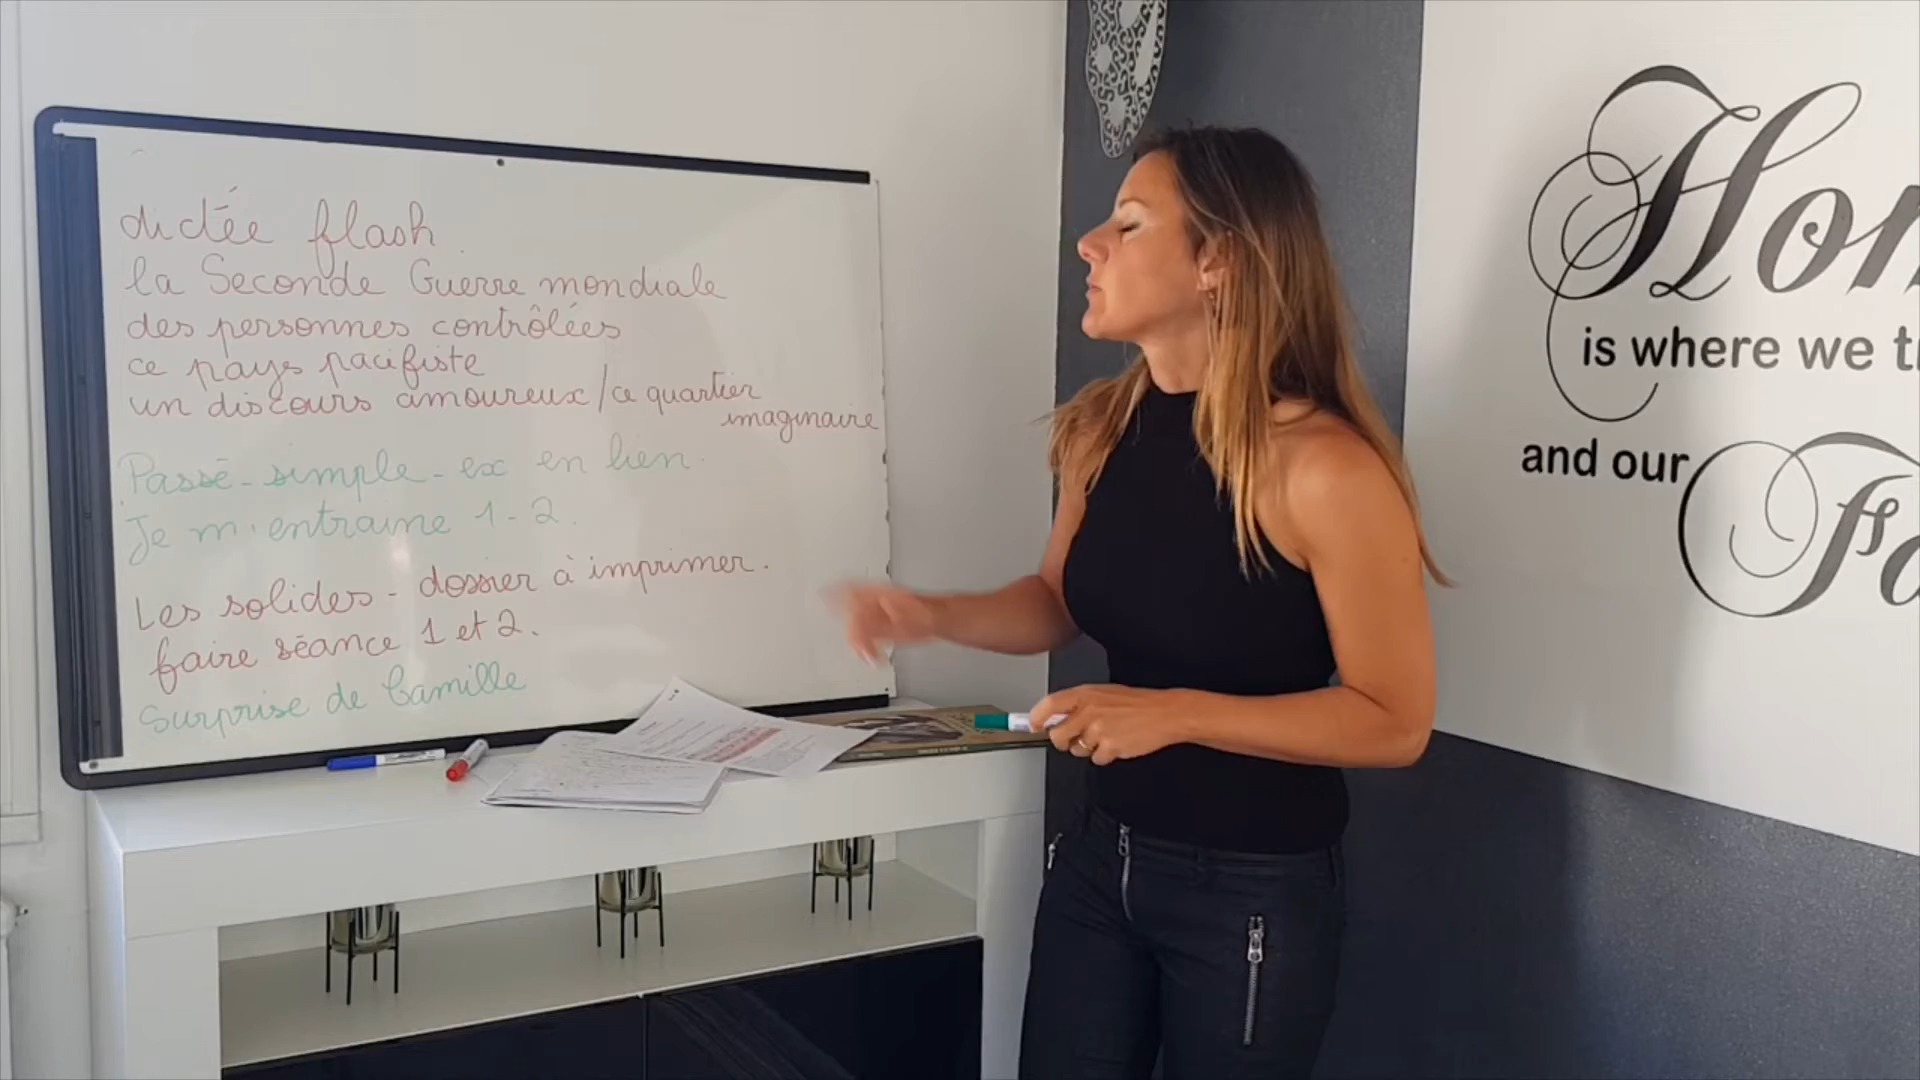 dictée flash
la Seconde Guerre mondiale
des personnes contrôlées
ce pays pacifiste
un discours amoureux / ce quartier
imaginaire
Passé-simple - ex en lien.
Je m'entraine 1-2.
Les solides - dossier à imprimer.
faire séance 1 et 2.
Surprise de Camille
Hom
is where we t
and our
Fa